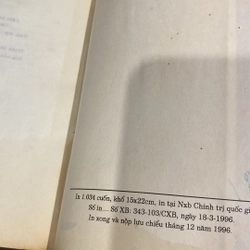 In 1.034 cuốn, khổ 15x22cm, in tại Nxb Chính trị quốc
Số in... Số XB: 343-103/CXB, ngày 18-3-1996.
In xong và nộp lưu chiểu tháng 12 năm 1996.